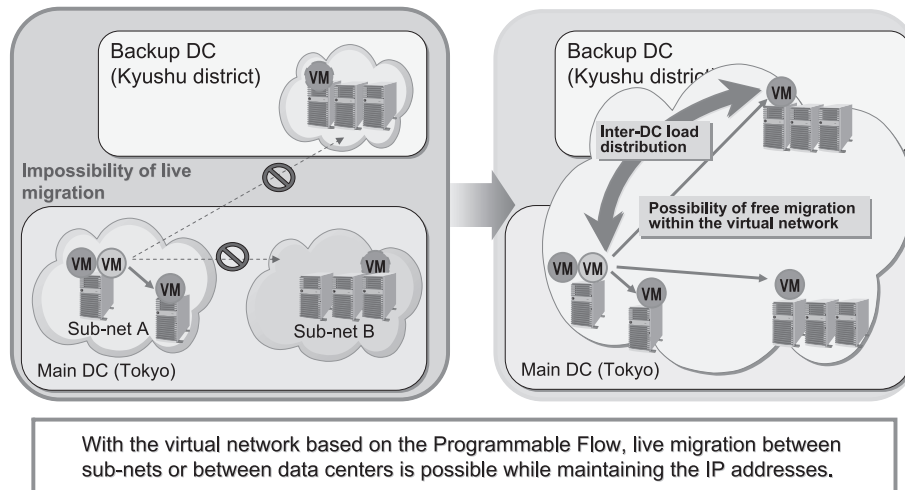 Backup DC
(Kyushu district)
VM
Impossibility of live
migration
VM VM
VM
VM
Sub-net A
Sub-net B
Main DC (Tokyo)
Backup DC
(Kyushu district)
VM
Inter-DC load
distribution
Possibility of free migration
within the virtual network
VM VM
VM
VM
Main DC (Tokyo)
With the virtual network based on the Programmable Flow, live migration between
sub-nets or between data centers is possible while maintaining the IP addresses.